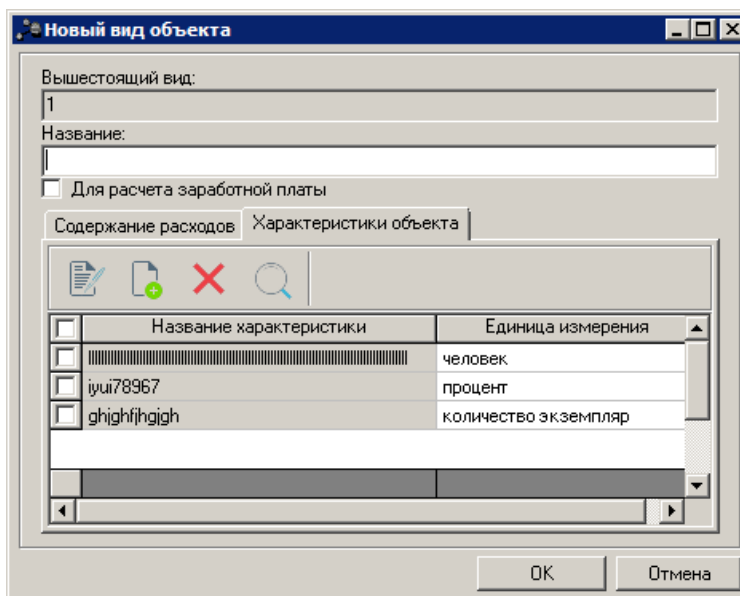 Новый вид объекта
Вышестоящий вид:
1
Название:
Для расчета заработной платы
Содержание расходов Характеристики объекта
Название характеристики Единица измерения
человек
iyui78967 процент
ghjghfjhgjgh количество экземпляр
OK Отмена